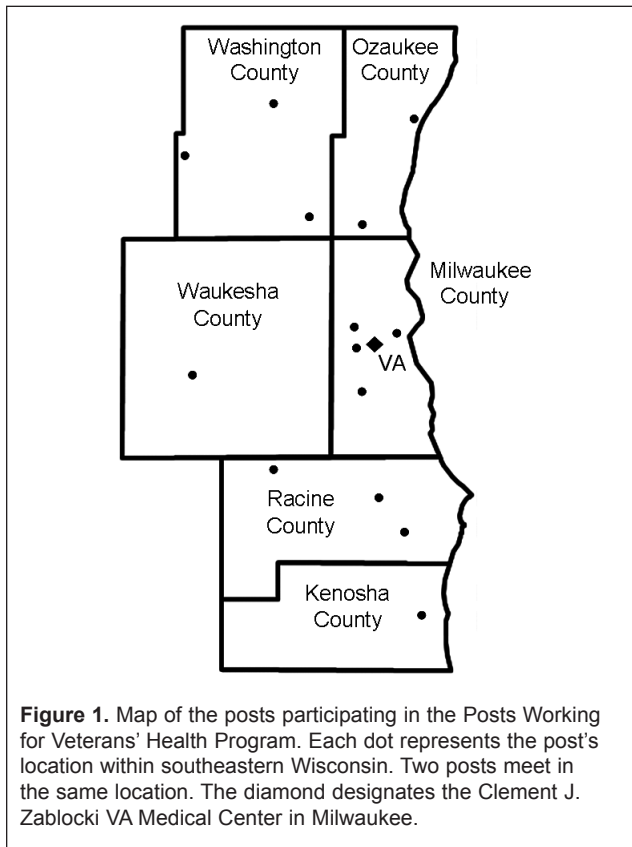 Washington
County
Ozaukee
County
Milwaukee
County
Waukesha
County
VA
Racine
County
Kenosha
County
Figure 1. Map of the posts participating in the Posts Working
for Veterans’ Health Program. Each dot represents the post’s
location within southeastern Wisconsin. Two posts meet in
the same location. The diamond designates the Clement J.
Zablocki VA Medical Center in Milwaukee.